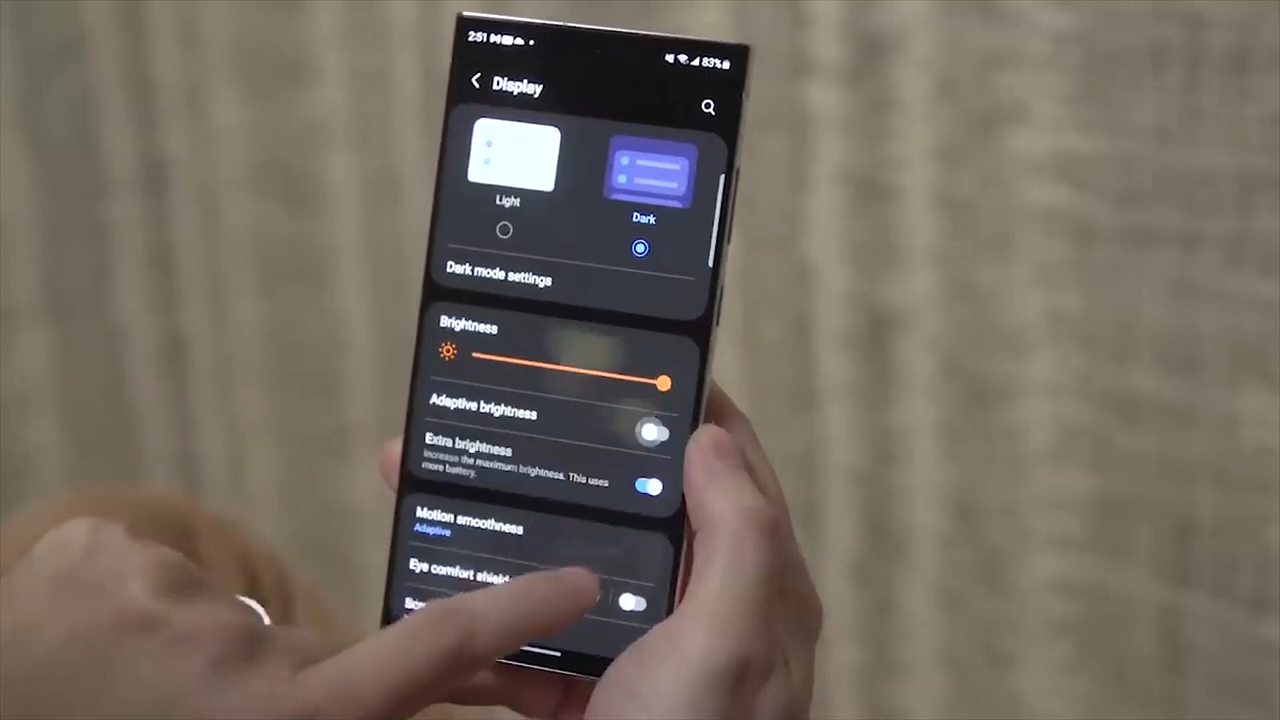 2:51
83%
Display
Light
Dark
Dark mode settings
Brightness
Adaptive brightness
Extra brightness
Increase the maximum brightness. This uses
more battery.
Motion smoothness
Adaptive
Eye comfort shield